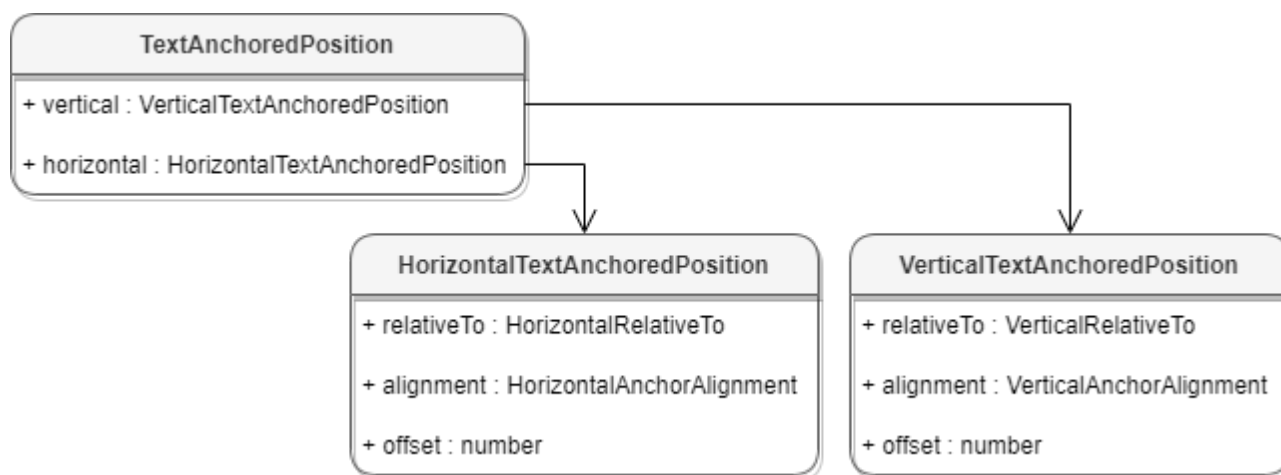 TextAnchoredPosition
+ vertical : VerticalTextAnchoredPosition
+ horizontal : HorizontalTextAnchoredPosition
HorizontalTextAnchoredPosition
+ relativeTo : HorizontalRelativeTo
+ alignment : HorizontalAnchorAlignment
+ offset : number
VerticalTextAnchoredPosition
+ relativeTo : VerticalRelativeTo
+ alignment : VerticalAnchorAlignment
+ offset : number